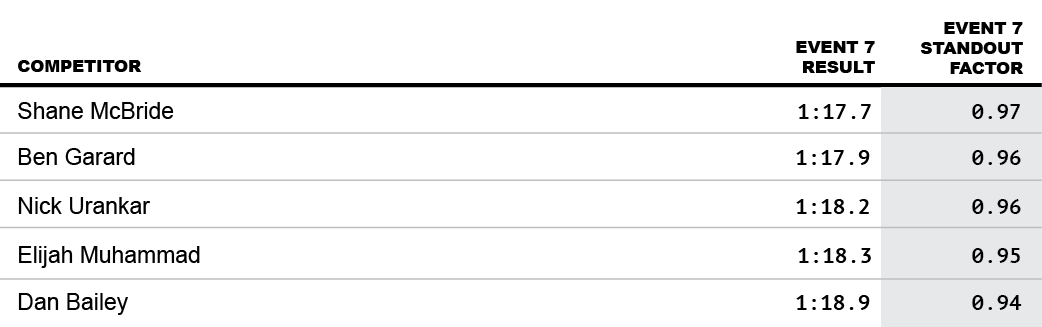 COMPETITOR
EVENT 7
RESULT
EVENT 7
STANDOUT
FACTOR
Shane McBride 1:17.7 0.97
Ben Garard 1:17.9 0.96
Nick Urankar 1:18.2 0.96
Elijah Muhammad 1:18.3 0.95
Dan Bailey 1:18.9 0.94